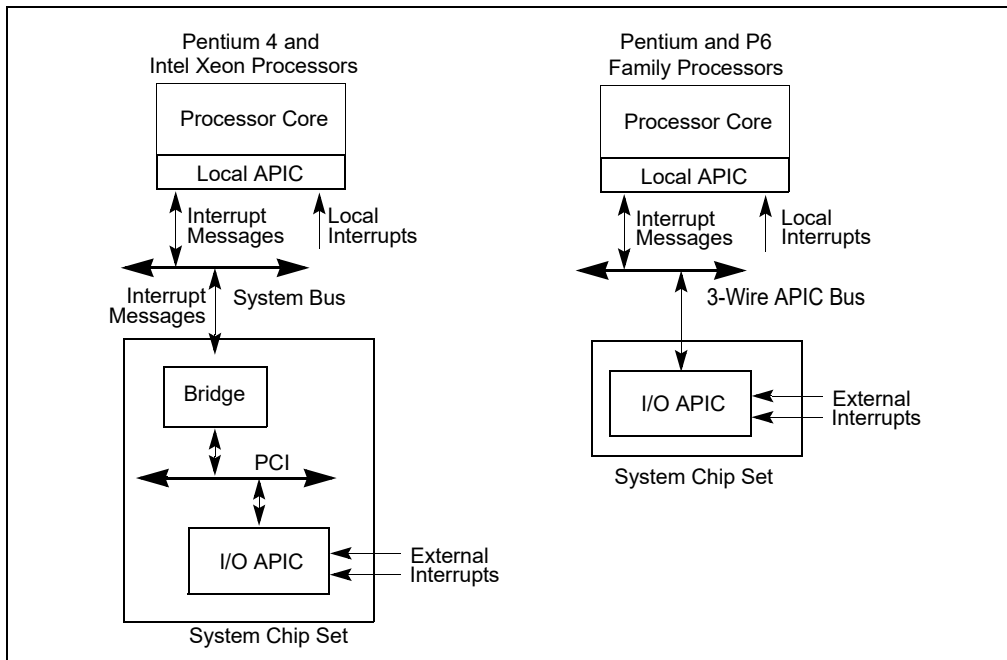 Pentium 4 and
Intel Xeon Processors
Processor Core
Local APIC
Interrupt
Messages
Local
Interrupts
Interrupt
Messages
System Bus
Bridge
PCI
I/O APIC
External
Interrupts
System Chip Set
Pentium and P6
Family Processors
Processor Core
Local APIC
Interrupt
Messages
Local
Interrupts
3-Wire APIC Bus
I/O APIC
External
Interrupts
System Chip Set